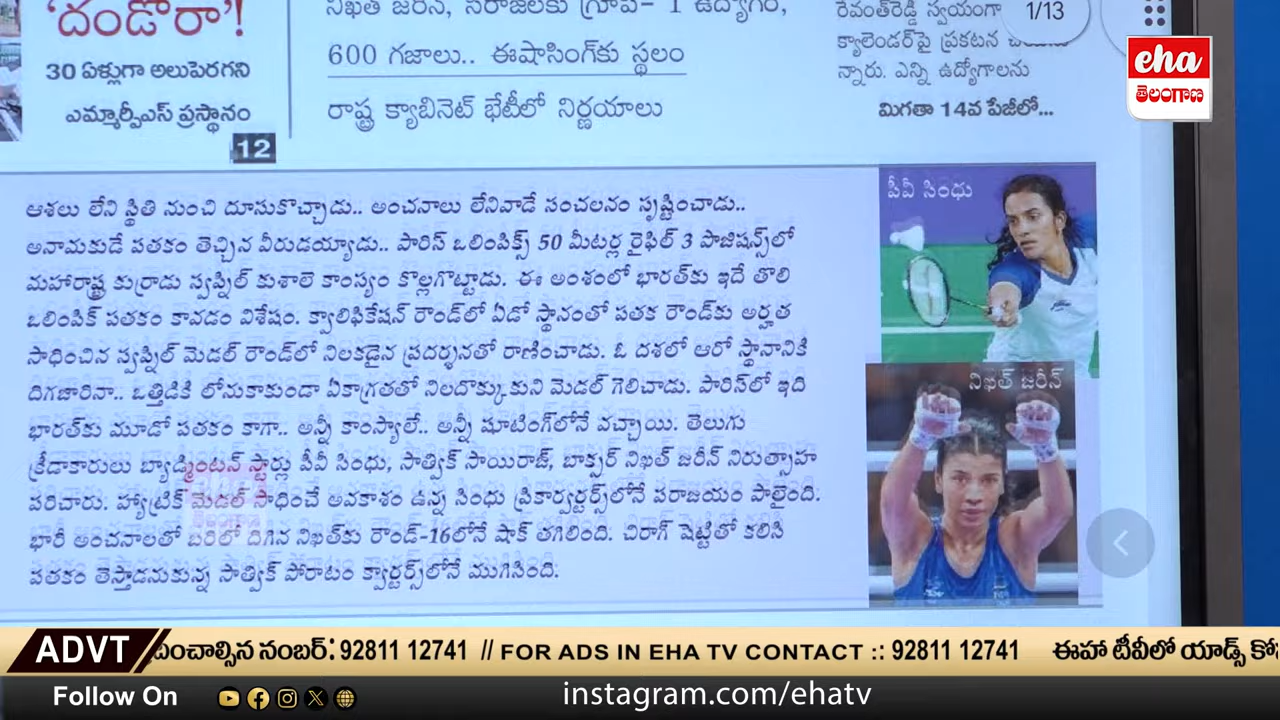 ‘దండోరా’!
30 ఏళ్లుగా అలుపెరగని
ఎమ్మార్పీఎస్ ప్రస్థానం
12
నిఖత్ జరీన్, సిరాజ్‌లకు గ్రూప్– 1 ఉద్యోగం,
600 గజాలు.. ఈషాసింగ్‌కు స్థలం
రాష్ట్ర క్యాబినెట్ భేటీలో నిర్ణయాలు
రేవంత్‌రెడ్డి స్వయంగా
క్యాలెండర్‌పై ప్రకటన
న్నారు. ఎన్ని ఉద్యోగాలను
మిగతా 14వ పేజీలో...
1/13
eha
తెలంగాణ
ఆశలు లేని స్థితి నుంచి దూసుకొచ్చాడు.. అంచనాలు లేనివాడే సంచలనం సృష్టించాడు..
అనామకుడే పతకం తెచ్చిన వీరుడయ్యాడు.. పారిస్ ఒలింపిక్స్ 50 మీటర్ల రైఫిల్ 3 పొజిషన్స్‌లో
మహారాష్ట్ర కుర్రాడు స్వప్నిల్ కుశాలె కాంస్యం కొల్లగొట్టాడు. ఈ అంశంలో భారత్‌కు ఇదే తొలి
ఒలింపిక్ పతకం కావడం విశేషం. క్వాలిఫికేషన్ రౌండ్‌లో ఏడో స్థానంతో పతక రౌండ్‌కు అర్హత
సాధించిన స్వప్నిల్ మెడల్ రౌండ్‌లో నిలకడైన ప్రదర్శనతో రాణించాడు. ఓ దశలో ఆరో స్థానానికి
దిగజారినా.. ఒత్తిడికి లోనుకాకుండా ఏకాగ్రతతో నిలదొక్కుకుని మెడల్ గెలిచాడు. పారిస్‌లో ఇది
భారత్‌కు మూడో పతకం కాగా.. అన్నీ కాంస్యాలే.. అన్నీ షూటింగ్‌లోనే వచ్చాయి. తెలుగు
క్రీడాకారులు బ్యాడ్మింటన్ స్టార్లు పీవీ సింధు, సాత్విక్ సాయిరాజ్, బాక్సర్ నిఖత్ జరీన్ నిరుత్సాహ
పరిచారు. హ్యాట్రిక్ మెడల్ సాధించే అవకాశం ఉన్న సింధు ప్రికార్వర్టర్స్‌లోనే పరాజయం పాలైంది.
భారీ అంచనాలతో బరిలో దిగిన నిఖత్‌కు రౌండ్-16లోనే షాక్ తగిలింది. చిరాగ్ షెట్టితో కలిసి
పతకం తెస్తాడనుకున్న సాత్విక్ పోరాటం క్వార్టర్స్‌లోనే ముగిసింది.
పీవీ సింధు
నిఖత్ జరీన్
ADVT
దించాల్సిన నంబర్: 92811 12741 // FOR ADS IN EHA TV CONTACT :: 92811 12741 ఈహా టీవీలో యాడ్స్
Follow On
instagram.com/ehatv